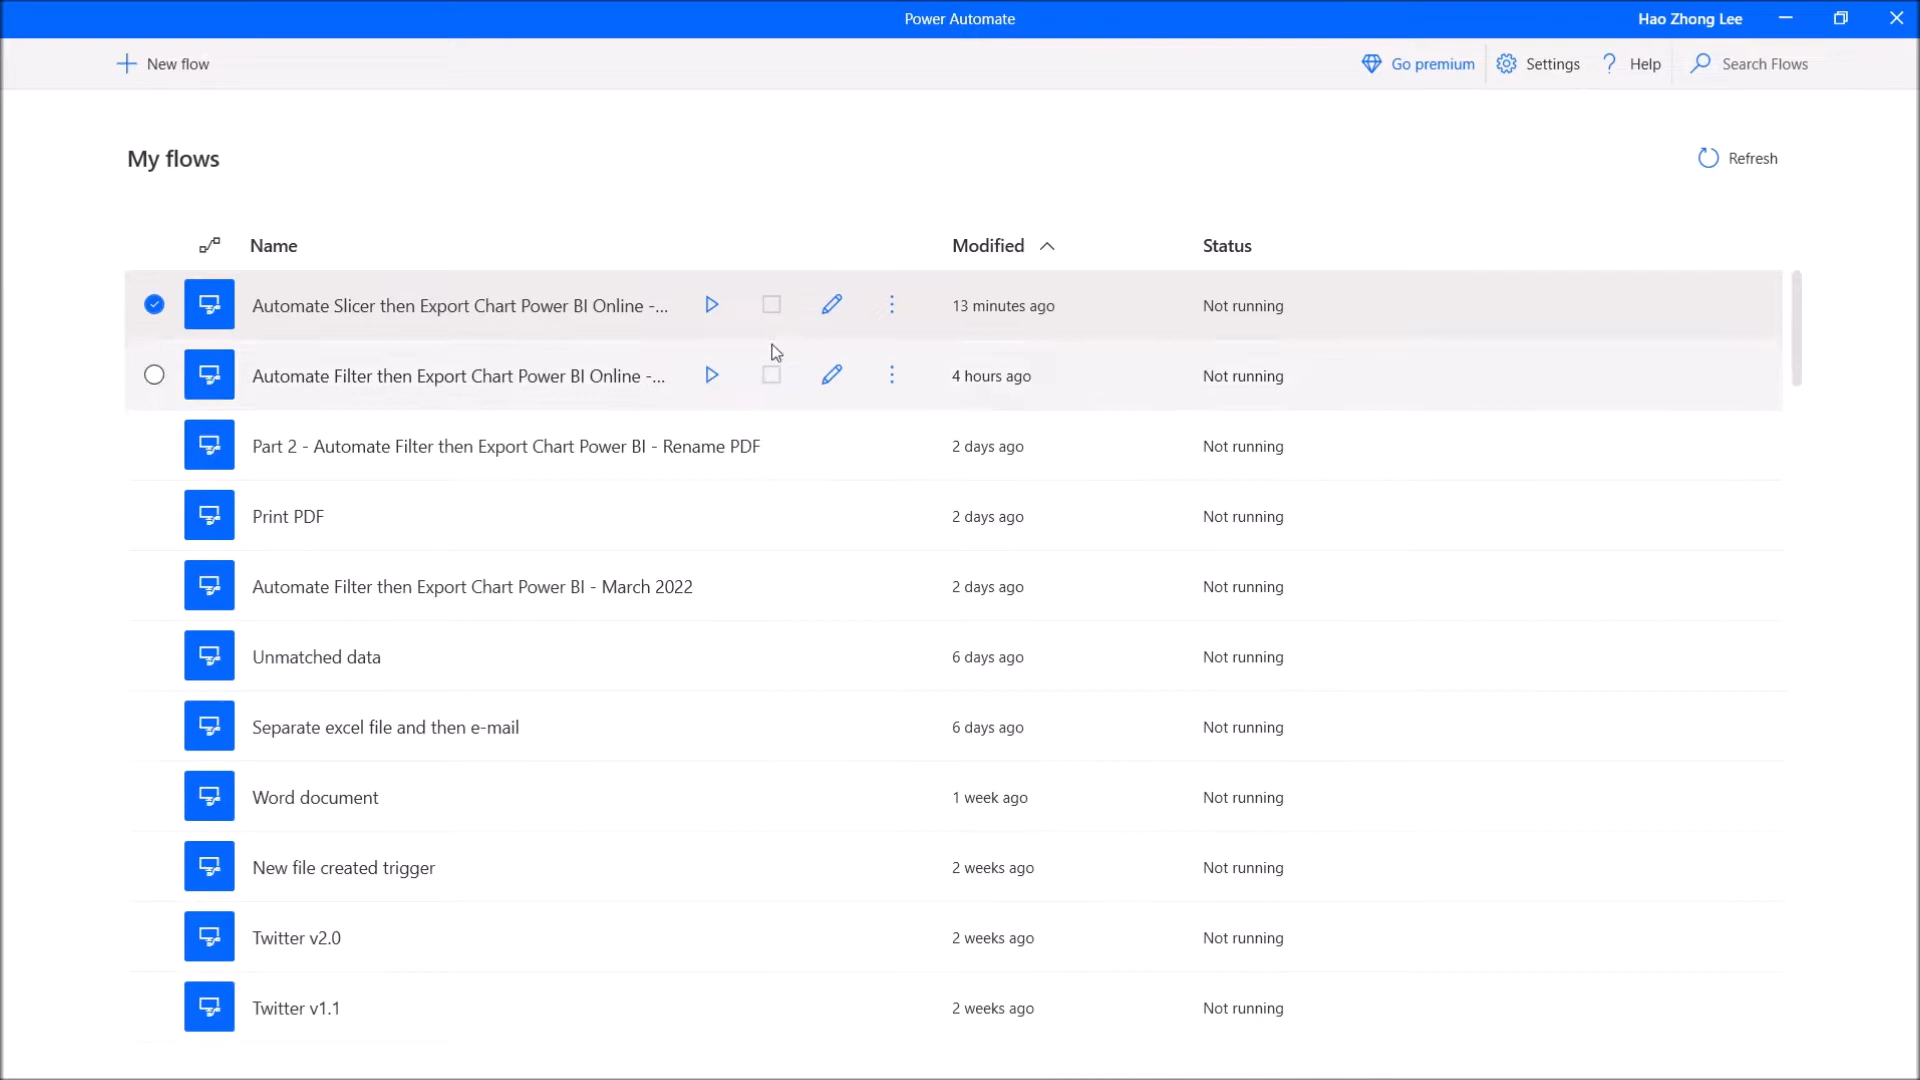 Power Automate
Hao Zhong Lee
New flow
Go premium
Settings
? Help
Search Flows
My flows
Refresh
Name Modified Status
Automate Slicer then Export Chart Power BI Online -... 13 minutes ago Not running
Automate Filter then Export Chart Power BI Online -... 4 hours ago Not running
Part 2 - Automate Filter then Export Chart Power BI - Rename PDF 2 days ago Not running
Print PDF 2 days ago Not running
Automate Filter then Export Chart Power BI - March 2022 2 days ago Not running
Unmatched data 6 days ago Not running
Separate excel file and then e-mail 6 days ago Not running
Word document 1 week ago Not running
New file created trigger 2 weeks ago Not running
Twitter v2.0 2 weeks ago Not running
Twitter v1.1 2 weeks ago Not running